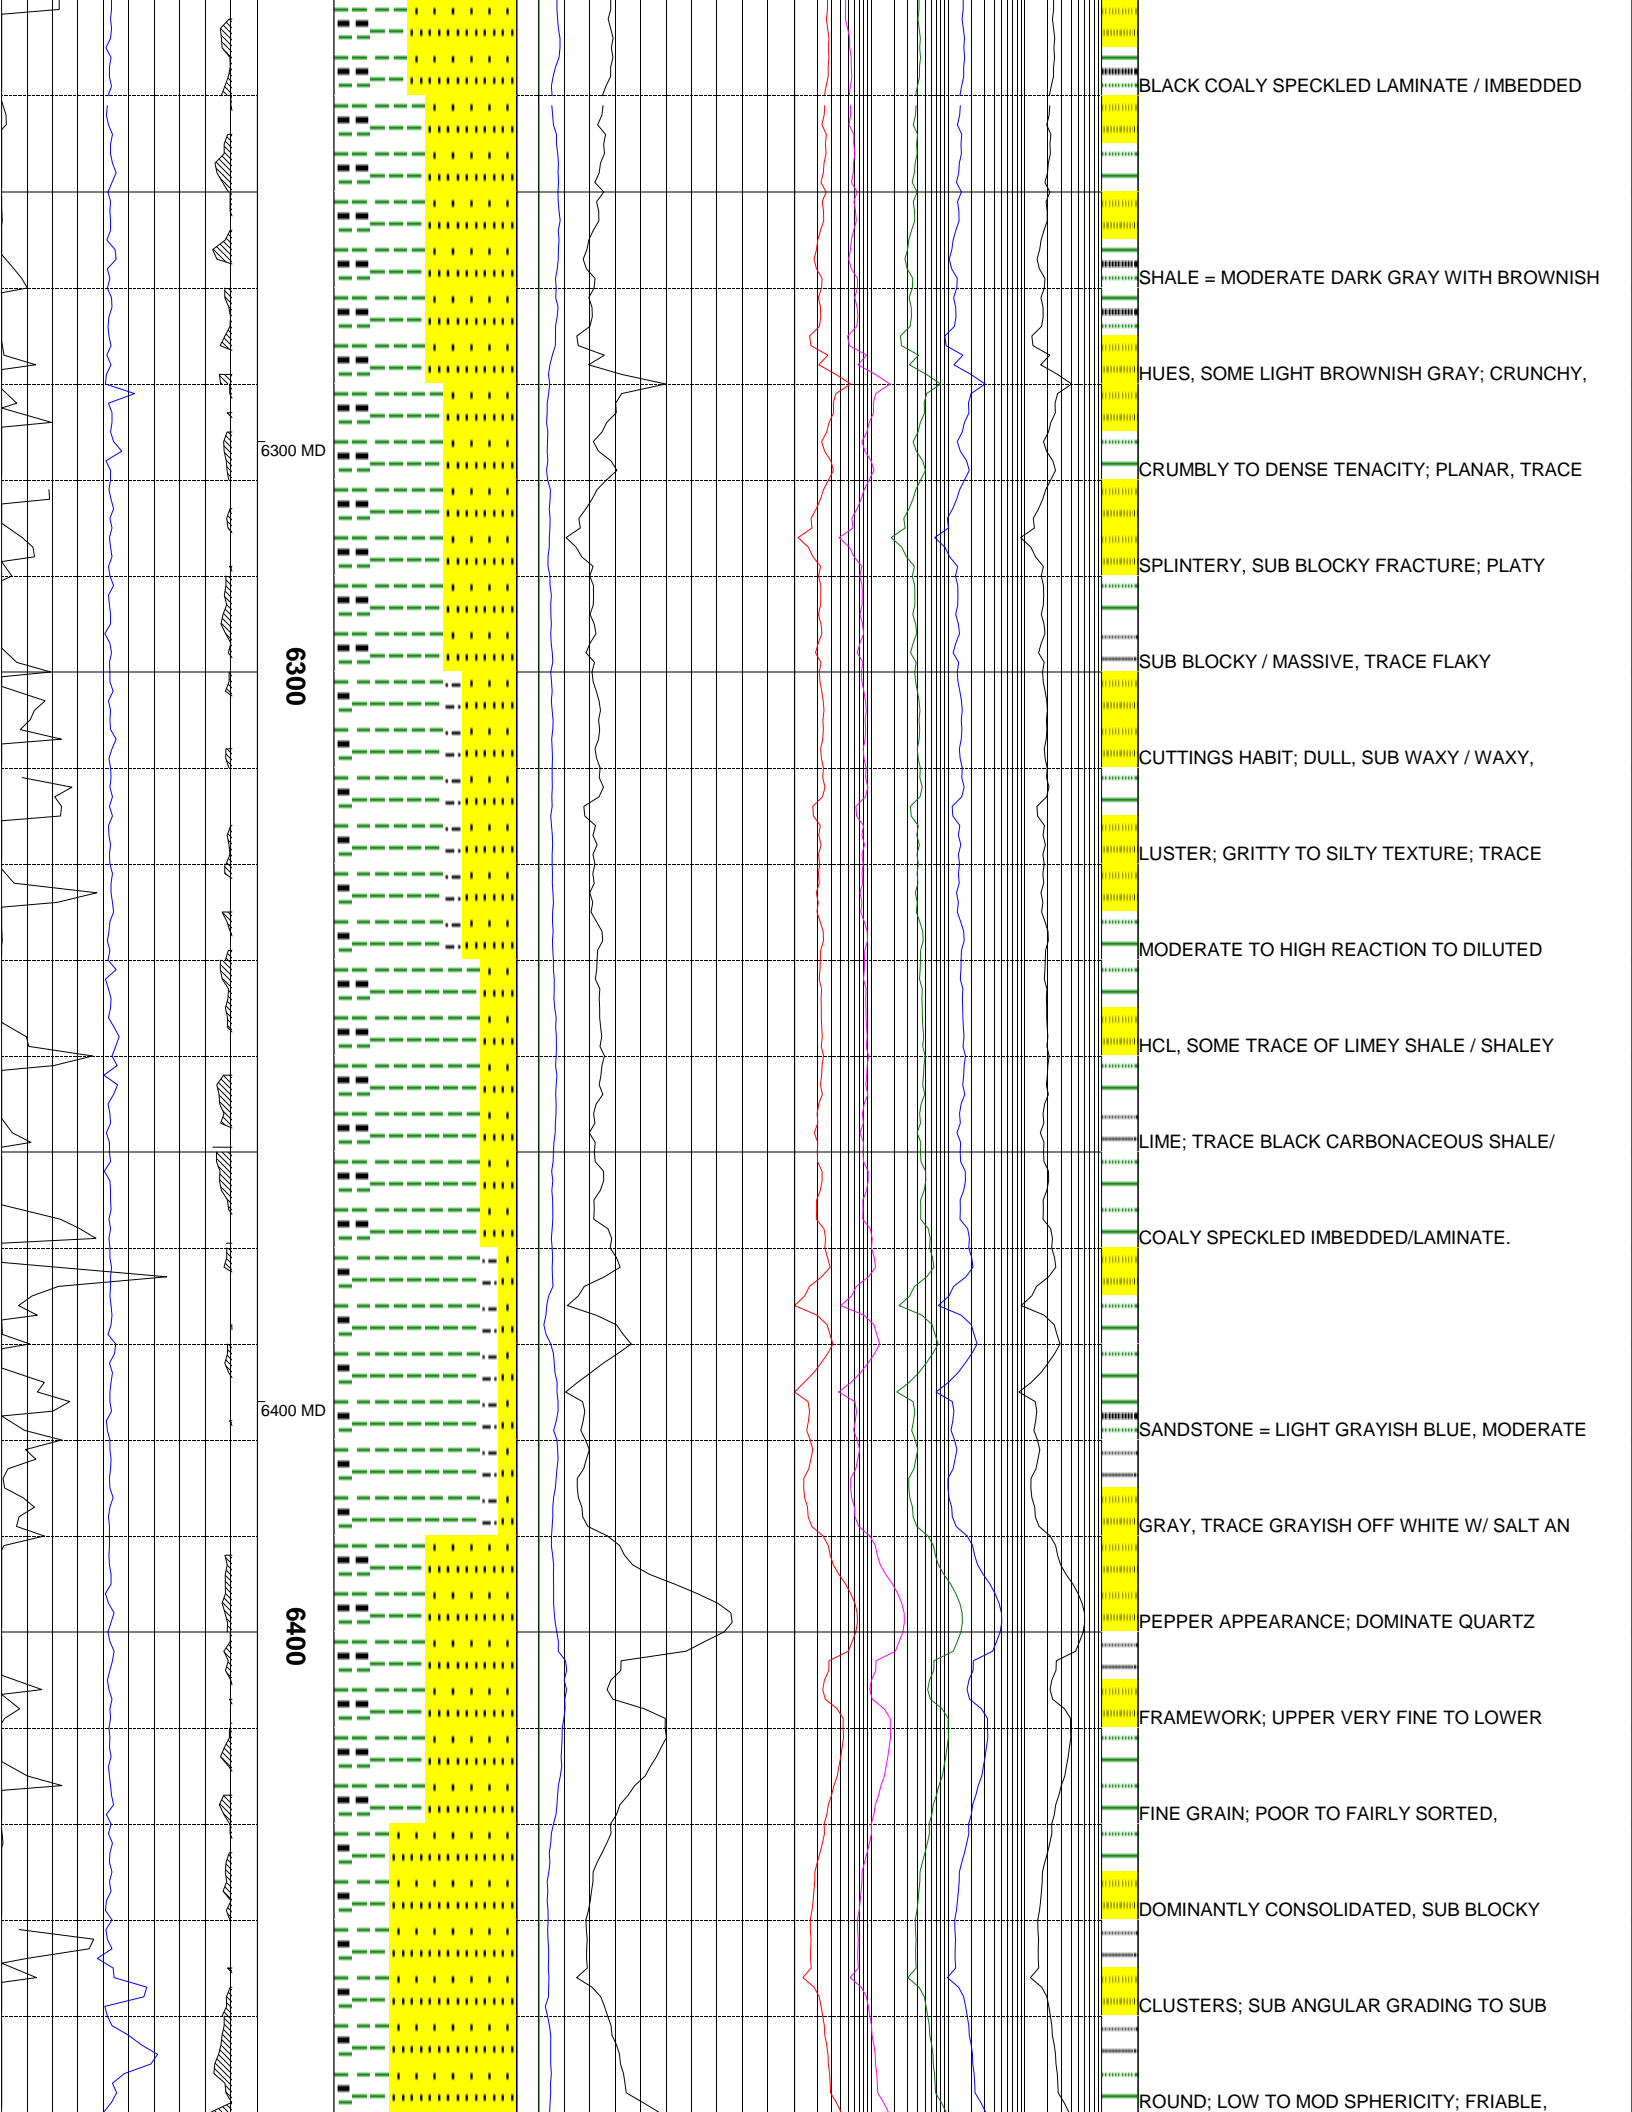 BLACK COALY SPECKLED LAMINATE / IMBEDDED
SHALE = MODERATE DARK GRAY WITH BROWNISH
HUES, SOME LIGHT BROWNISH GRAY; CRUNCHY,
6300 MD
CRUMBLY TO DENSE TENACITY; PLANAR, TRACE
SPLINTERY, SUB BLOCKY FRACTURE; PLATY
SUB BLOCKY / MASSIVE, TRACE FLAKY
6300
CUTTINGS HABIT; DULL, SUB WAXY / WAXY,
LUSTER; GRITTY TO SILTY TEXTURE; TRACE
MODERATE TO HIGH REACTION TO DILUTED
HCL, SOME TRACE OF LIMEY SHALE / SHALEY
LIME; TRACE BLACK CARBONACEOUS SHALE/
COALY SPECKLED IMBEDDED/LAMINATE.
6400 MD
SANDSTONE = LIGHT GRAYISH BLUE, MODERATE
GRAY, TRACE GRAYISH OFF WHITE W/ SALT AN
PEPPER APPEARANCE; DOMINATE QUARTZ
6400
FRAMEWORK; UPPER VERY FINE TO LOWER
FINE GRAIN; POOR TO FAIRLY SORTED,
DOMINANTLY CONSOLIDATED, SUB BLOCKY
CLUSTERS; SUB ANGULAR GRADING TO SUB
ROUND; LOW TO MOD SPHERICITY; FRIABLE,